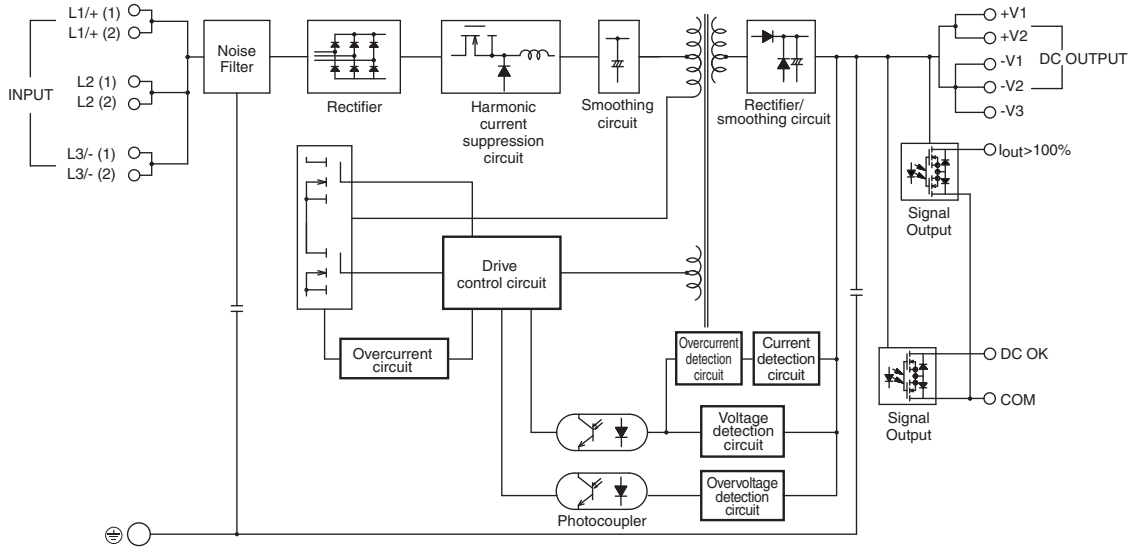 INPUT
L1/+ (1)
L1/+ (2)
L2 (1)
L2 (2)
L3/- (1)
L3/- (2)
Noise
Filter
Rectifier
Harmonic
current
suppression
circuit
Smoothing
circuit
Rectifier/
smoothing circuit
+V1
+V2
-V1
-V2
-V3
DC OUTPUT
Iout>100%
Signal
Output
Drive
control circuit
Overcurrent
circuit
Overcurrent
detection
circuit
Current
detection
circuit
DC OK
COM
Signal
Output
Voltage
detection
circuit
Overvoltage
detection
circuit
Photocoupler